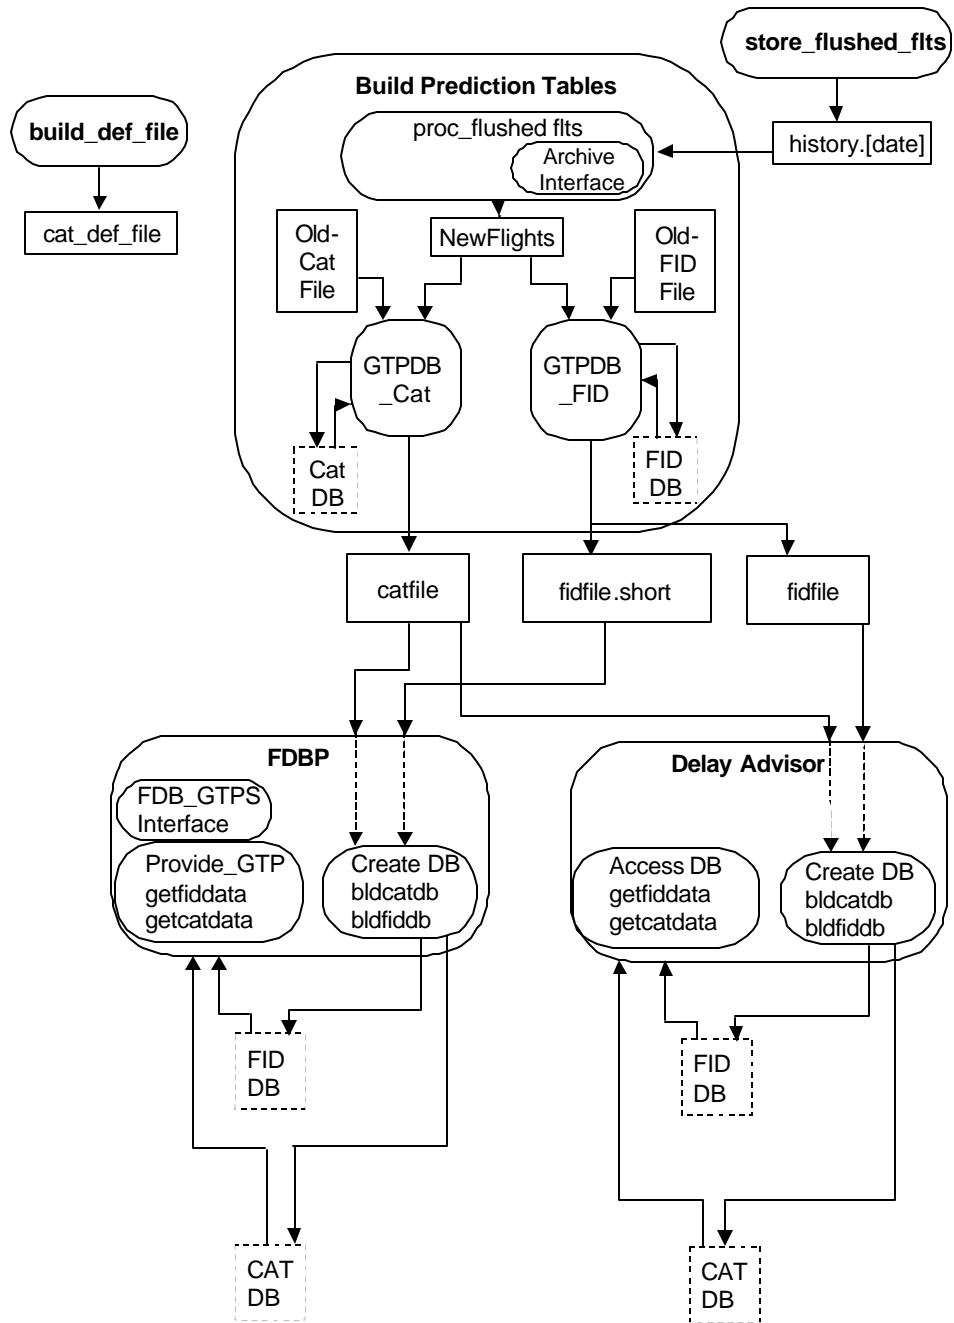 store_flushed_flts
Build Prediction Tables
build_def_file
proc_flushed flts
history.[date]
Archive
Interface
cat_def_file
Old-
Cat
File
NewFlights
Old-
FID
File
GTPDB
_Cat
GTPDB
_FID
Cat
DB
FID
DB
catfile
fidfile.short
fidfile
FDBP
Delay Advisor
FDB_GTPS
Interface
Provide_GTP
getfiddata
getcatdata
Create DB
bldcatdb
bldfiddb
Access DB
getfiddata
getcatdata
Create DB
bldcatdb
bldfiddb
FID
DB
FID
DB
CAT
DB
CAT
DB